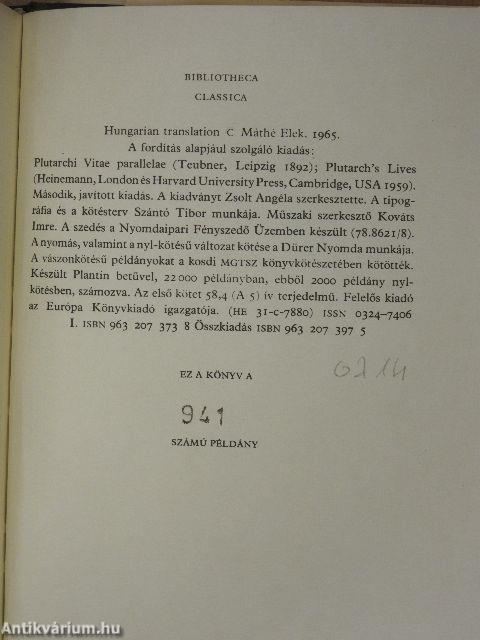 BIBLIOTHECA
CLASSICA
Hungarian translation C Máthé Elek. 1965.
A fordítás alapjául szolgáló kiadás:
Plutarchi Vitae parallelae (Teubner, Leipzig 1892); Plutarch's Lives
(Heinemann, London és Harvard University Press, Cambridge, USA 1959).
Második, javított kiadás. A kiadványt Zsolt Angéla szerkesztette. A tipog-
ráfia és a kötésterv Szántó Tibor munkája. Műszaki szerkesztő Kováts
Imre. A szedés a Nyomdaipari Fényszedő Üzemben készült (78.8621/8).
A nyomás, valamint a nyl-kötésű változat kötése a Dürer Nyomda munkája.
A vászonkötésű példányokat a kosdi MGTSZ könyvkötészetében kötötték.
Készült Plantin betűvel, 22 000 példányban, ebből 2000 példány nyl-
kötésben, számozva. Az első kötet 58,4 (A 5) ív terjedelmű. Felelős kiadó
az Európa Könyvkiadó igazgatója. (HE 31-C-7880) ISSN 0324-7406
I. ISBN 963 207 373 8 Összkiadás ISBN 963 207 397 5
EZ A KÖNYV A
0214
941
SZÁMÚ PÉLDÁNY
Antikvárium.hu